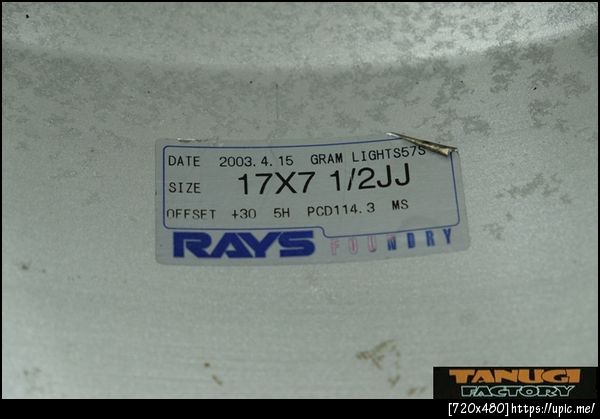 DATE 2003.4.15 GRAM LIGHTS57S
SIZE 17X7 1/2JJ
OFFSET +30 5H PCD114.3 MS
RAYS FOUNDRY
TANUGI
FACTORY
[720x480]https://upic.me/